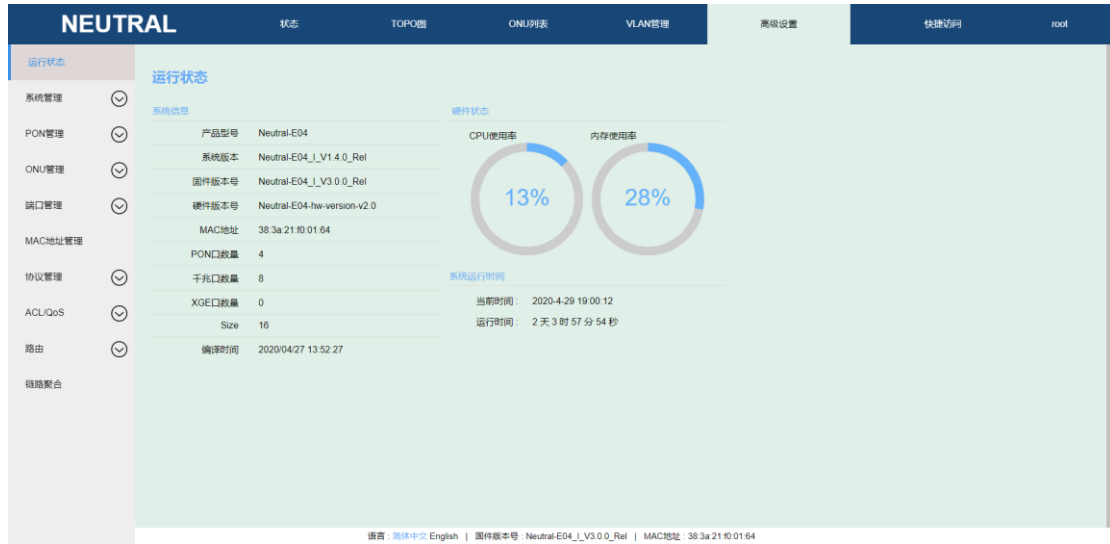 NEUTRAL 状态 TOPO图 ONU列表 VLAN管理 高级设置 快捷访问 root
运行状态
系统管理
PON管理
ONU管理
端口管理
MAC地址管理
协议管理
ACL/QoS
路由
链路聚合
运行状态
系统信息
产品型号 Neutral-E04
系统版本 Neutral-E04_I_V1.4.0_Rel
固件版本号 Neutral-E04_I_V3.0.0_Rel
硬件版本号 Neutral-E04-hw-version-v2.0
MAC地址 38:3a:21:f0:01:64
PON口数量 4
千兆口数量 8
XGE口数量 0
Size 16
编译时间 2020/04/27 13:52:27
硬件状态
CPU使用率 内存使用率
13% 28%
系统运行时间
当前时间 : 2020-4-29 19:00:12
运行时间 : 2 天 3 时 57 分 54 秒
语言 : 简体中文 English | 固件版本号 : Neutral-E04_I_V3.0.0_Rel | MAC地址 : 38:3a:21:f0:01:64